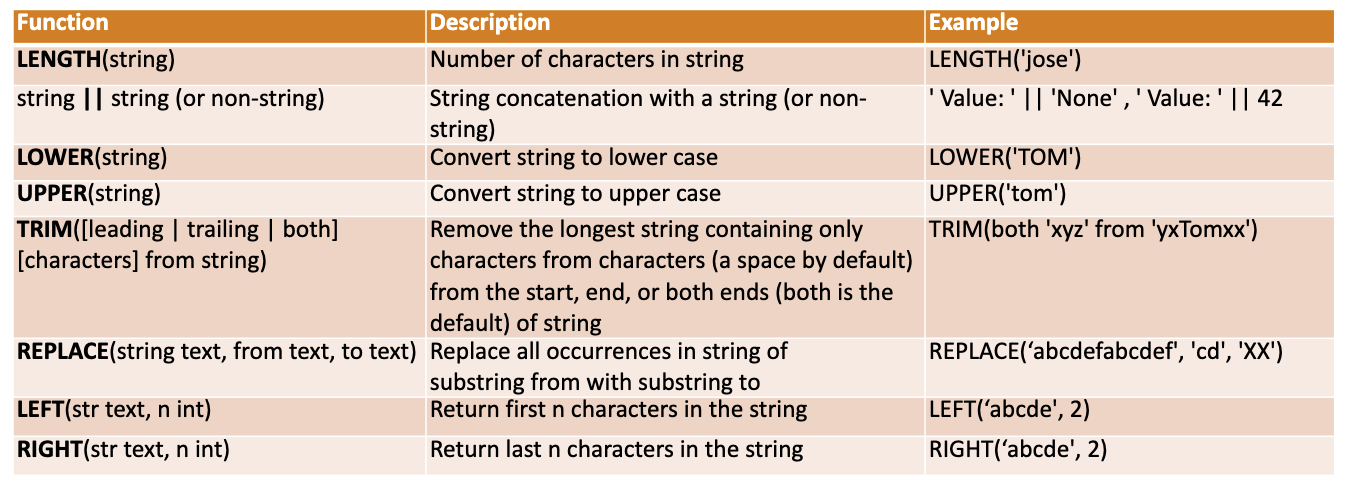 Function Description Example
LENGTH(string) Number of characters in string LENGTH('jose')
string || string (or non-string) String concatenation with a string (or non- ' Value: ' || 'None' , ' Value: ' || 42
string)
LOWER(string) Convert string to lower case LOWER('TOM')
UPPER(string) Convert string to upper case UPPER('tom')
TRIM([leading | trailing | both] Remove the longest string containing only TRIM(both 'xyz' from 'yxTomxx')
[characters] from string) characters from characters (a space by default)
from the start, end, or both ends (both is the
default) of string
REPLACE(string text, from text, to text) Replace all occurrences in string of REPLACE(‘abcdefabcdef', 'cd', 'XX')
substring from with substring to
LEFT(str text, n int) Return first n characters in the string LEFT(‘abcde', 2)
RIGHT(str text, n int) Return last n characters in the string RIGHT(‘abcde', 2)